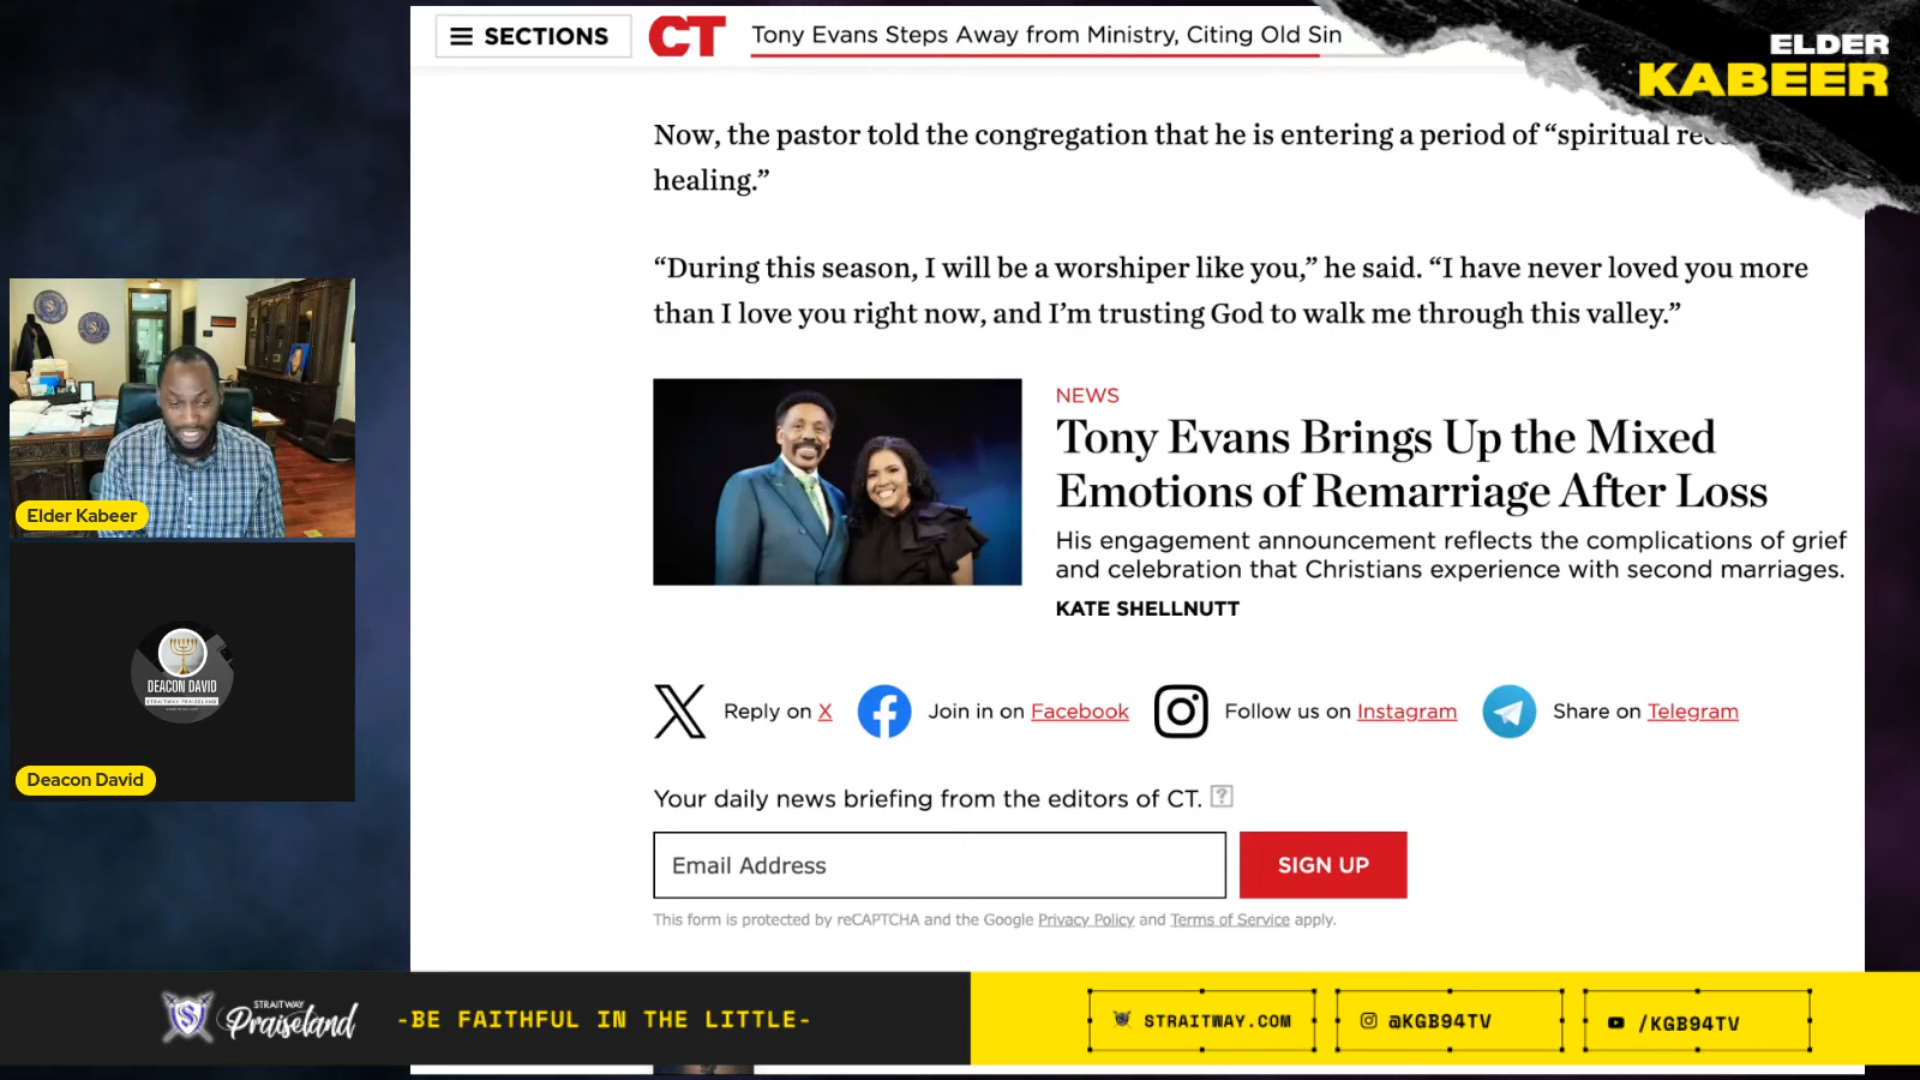 SECTIONS
CT
Tony Evans Steps Away from Ministry, Citing Old Sin
ELDER
KABEER
Now, the pastor told the congregation that he is entering a period of “spiritual
healing.”
“During this season, I will be a worshiper like you,” he said. “I have never loved you more
than I love you right now, and I’m trusting God to walk me through this valley.”
NEWS
Tony Evans Brings Up the Mixed
Emotions of Remarriage After Loss
His engagement announcement reflects the complications of grief
and celebration that Christians experience with second marriages.
KATE SHELLNUTT
Elder Kabeer
DEACON DAVID
STRAITWAY PRAISELAND
Deacon David
Reply on X
Join in on Facebook
Follow us on Instagram
Share on Telegram
Your daily news briefing from the editors of CT. ?
Email Address
SIGN UP
This form is protected by reCAPTCHA and the Google Privacy Policy and Terms of Service apply.
STRAITWAY
Praiseland
-BE FAITHFUL IN THE LITTLE-
STRAITWAY.COM
@KGB94TV
/KGB94TV